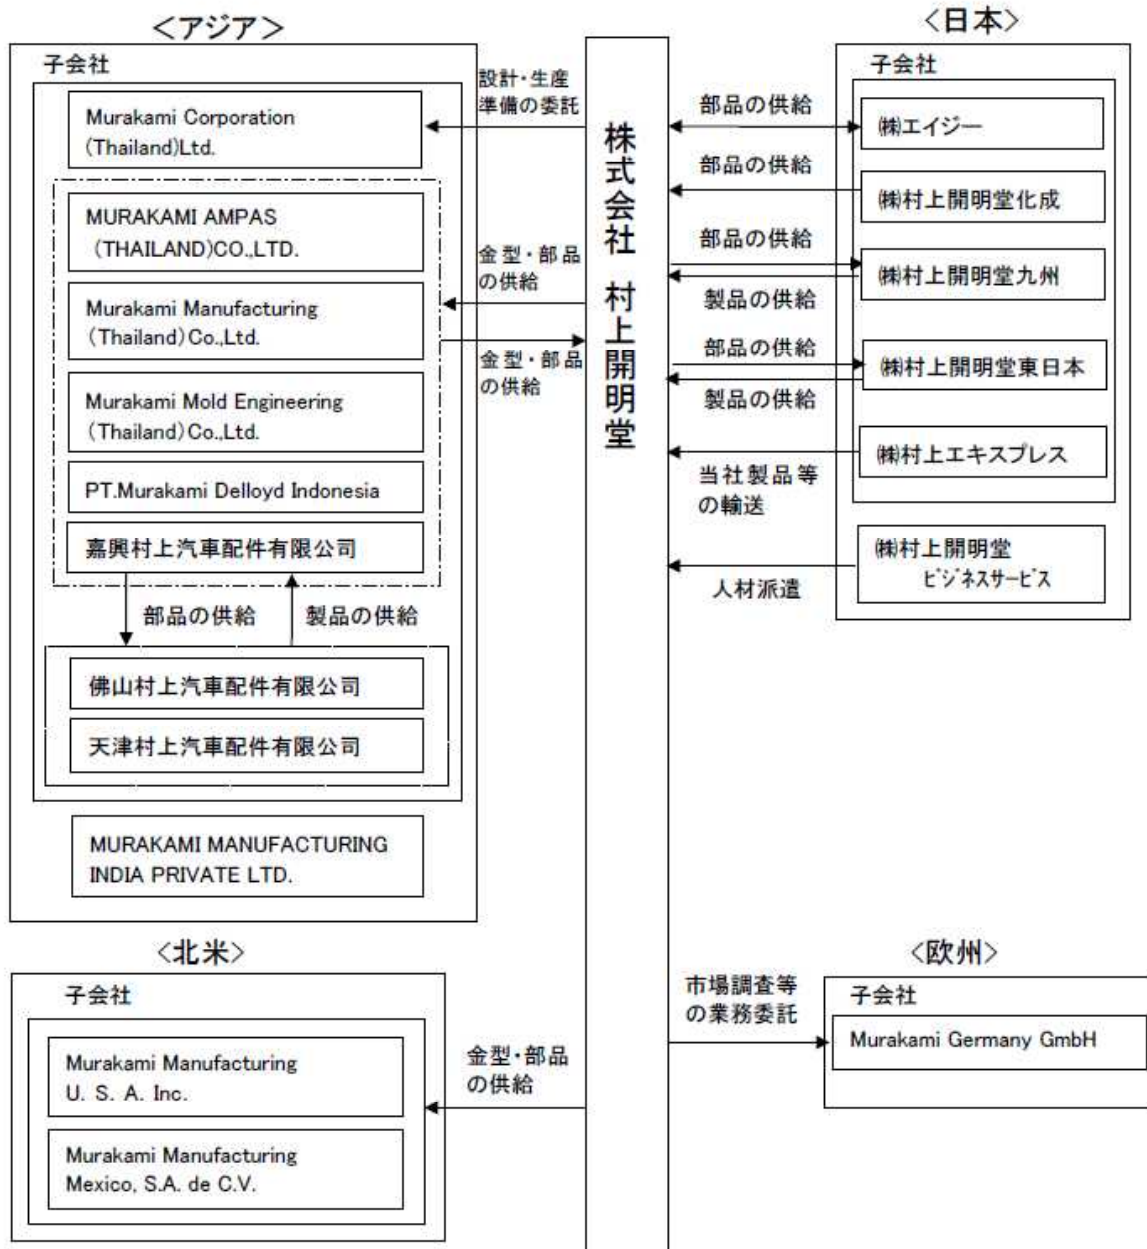 ＜アジア＞
子会社
Murakami Corporation
(Thailand)Ltd.
MURAKAMI AMPAS
(THAILAND)CO.,LTD.
Murakami Manufacturing
(Thailand)Co.,Ltd.
Murakami Mold Engineering
(Thailand)Co.,Ltd.
PT.Murakami Delloyd Indonesia
嘉興村上汽車配件有限公司
部品の供給
製品の供給
佛山村上汽車配件有限公司
天津村上汽車配件有限公司
MURAKAMI MANUFACTURING
INDIA PRIVATE LTD.
設計・生産
準備の委託
金型・部品
の供給
金型・部品
の供給
株式会社 村上開明堂
＜日本＞
子会社
部品の供給
㈱エイジー
部品の供給
㈱村上開明堂化成
部品の供給
㈱村上開明堂九州
製品の供給
部品の供給
㈱村上開明堂東日本
製品の供給
㈱村上エキスプレス
当社製品等
の輸送
㈱村上開明堂
ﾋﾞｼﾞﾈｽサービス
人材派遣
＜北米＞
子会社
Murakami Manufacturing
U. S. A. Inc.
Murakami Manufacturing
Mexico, S.A. de C.V.
金型・部品
の供給
＜欧州＞
市場調査等
の業務委託
子会社
Murakami Germany GmbH